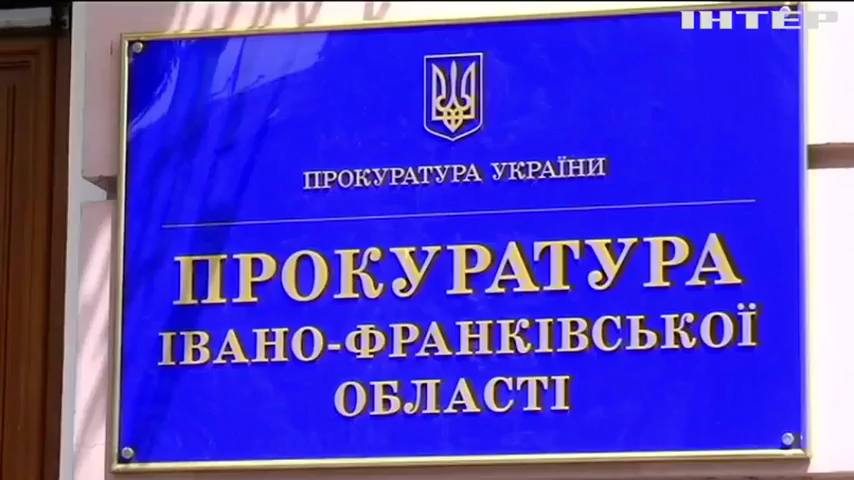 ІНТЕР
ПРОКУРАТУРА УКРАЇНИ
ПРОКУРАТУРА
ІВАНО-ФРАНКІВСЬКОЇ
ОБЛАСТІ